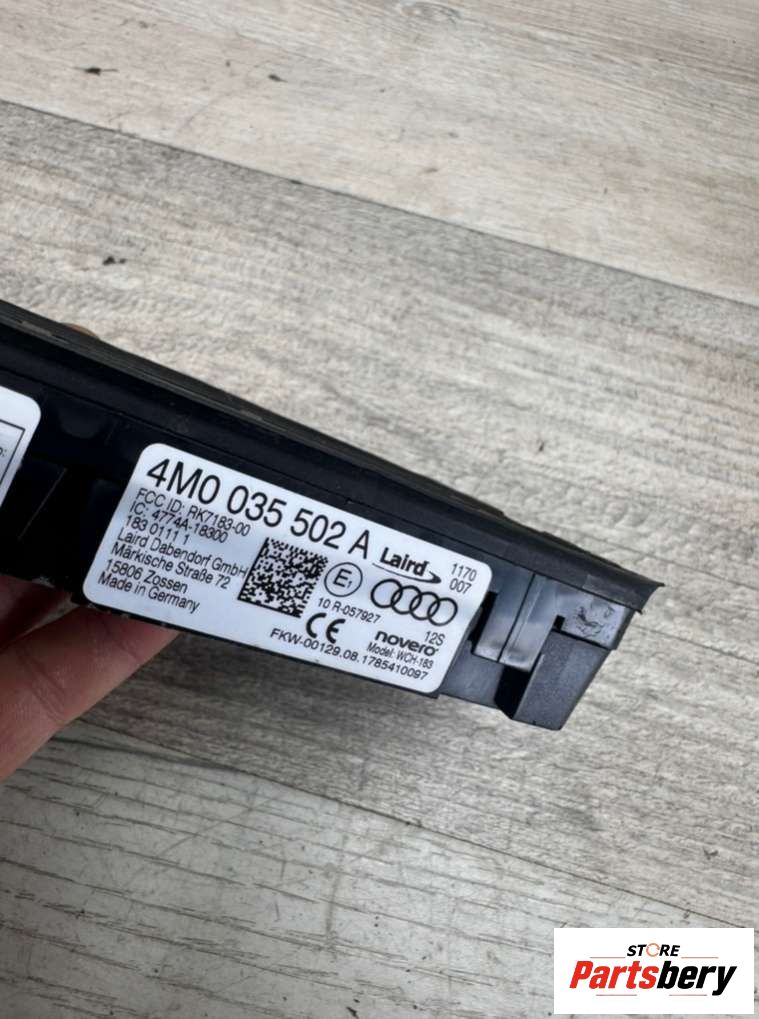 4M0 035 502 A
FCC ID: RK7183-00
IC: 4774A-18300
183 0111 1
Laird Dabendorf GmbH
Märkische Straße 72
15806 Zossen
Made in Germany
Laird
1170
007
E1
10 R-057927
12S
CE
novero
Model: WCH-183
FKW-00129.08.1785410097
STORE
Partsbery